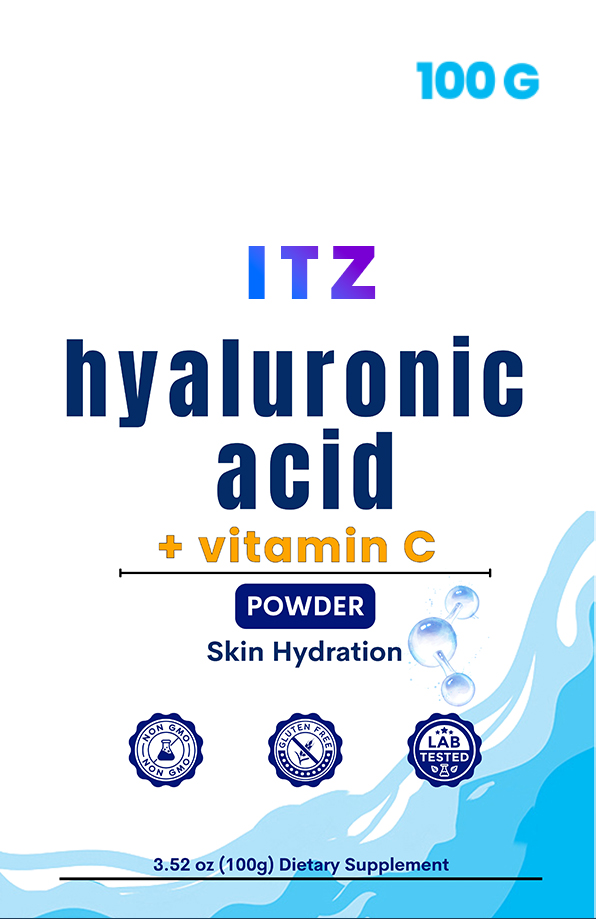 100 G
ITZ
hyaluronic
acid
+ vitamin C
POWDER
Skin Hydration
NON GMO
NON GMO
GLUTEN FREE
LAB
TESTED
3.52 oz (100g) Dietary Supplement